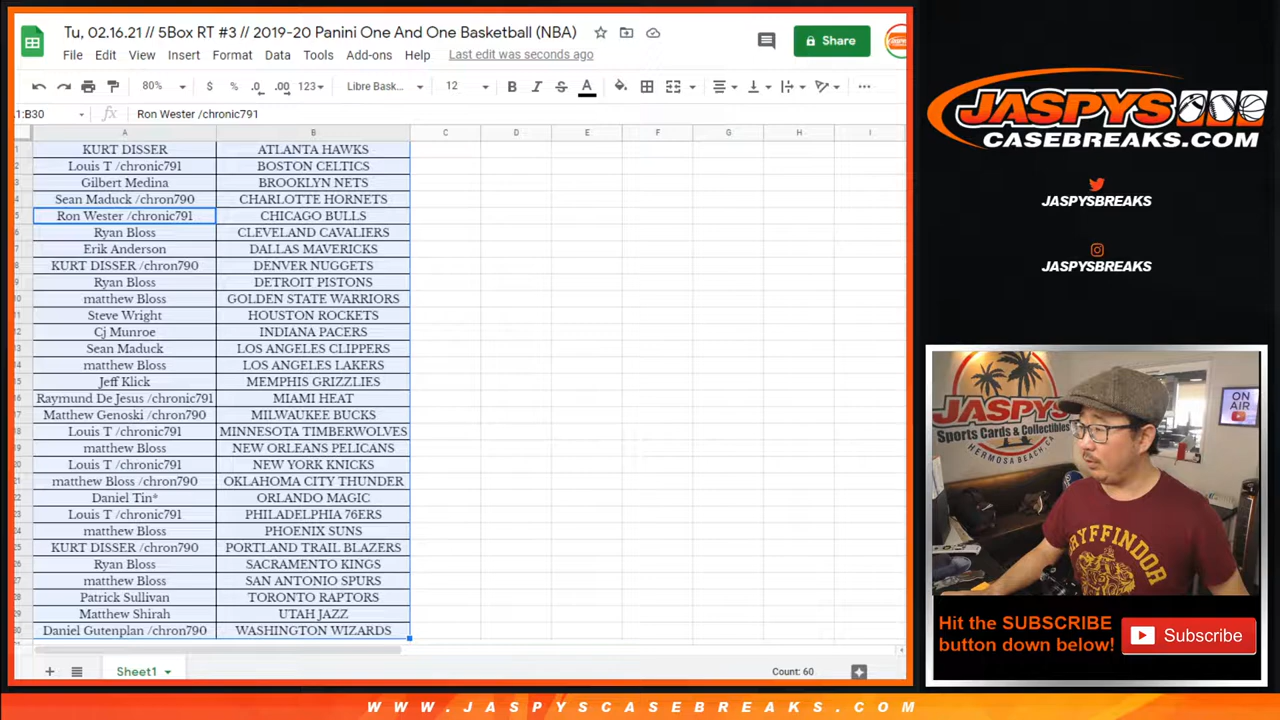 Tu, 02.16.21 // 5Box RT #3 // 2019-20 Panini One And One Basketball (NBA)
Share
File Edit View Insert Format Data Tools Add-ons Help Last edit was seconds ago
80% $ % .0 .00 123 Libre Bask... 12 B I S A
1:B30 fx Ron Wester /chronic791
A B C D E F G H I
1 KURT DISSER ATLANTA HAWKS
2 Louis T /chronic791 BOSTON CELTICS
3 Gilbert Medina BROOKLYN NETS
4 Sean Maduck /chron790 CHARLOTTE HORNETS
5 Ron Wester /chronic791 CHICAGO BULLS
6 Ryan Bloss CLEVELAND CAVALIERS
7 Erik Anderson DALLAS MAVERICKS
8 KURT DISSER /chron790 DENVER NUGGETS
9 Ryan Bloss DETROIT PISTONS
10 matthew Bloss GOLDEN STATE WARRIORS
11 Steve Wright HOUSTON ROCKETS
12 Cj Munroe INDIANA PACERS
13 Sean Maduck LOS ANGELES CLIPPERS
14 matthew Bloss LOS ANGELES LAKERS
15 Jeff Klick MEMPHIS GRIZZLIES
16 Raymund De Jesus /chronic791 MIAMI HEAT
17 Matthew Genoski /chron790 MILWAUKEE BUCKS
18 Louis T /chronic791 MINNESOTA TIMBERWOLVES
19 matthew Bloss NEW ORLEANS PELICANS
20 Louis T /chronic791 NEW YORK KNICKS
21 matthew Bloss /chron790 OKLAHOMA CITY THUNDER
22 Daniel Tin* ORLANDO MAGIC
23 Louis T /chronic791 PHILADELPHIA 76ERS
24 matthew Bloss PHOENIX SUNS
25 KURT DISSER /chron790 PORTLAND TRAIL BLAZERS
26 Ryan Bloss SACRAMENTO KINGS
27 matthew Bloss SAN ANTONIO SPURS
28 Patrick Sullivan TORONTO RAPTORS
29 Matthew Shirah UTAH JAZZ
30 Daniel Gutenplan /chron790 WASHINGTON WIZARDS
Sheet1
Count: 60
JASPYS
CASEBREAKS.COM
JASPYSBREAKS
JASPYSBREAKS
JASPYS
Sports Cards & Collectibles
HERMOSA BEACH, CA
ON
AIR
GRYFFINDOR
Hit the SUBSCRIBE
button down below!
Subscribe
WWW.JASPYSCASEBREAKS.COM